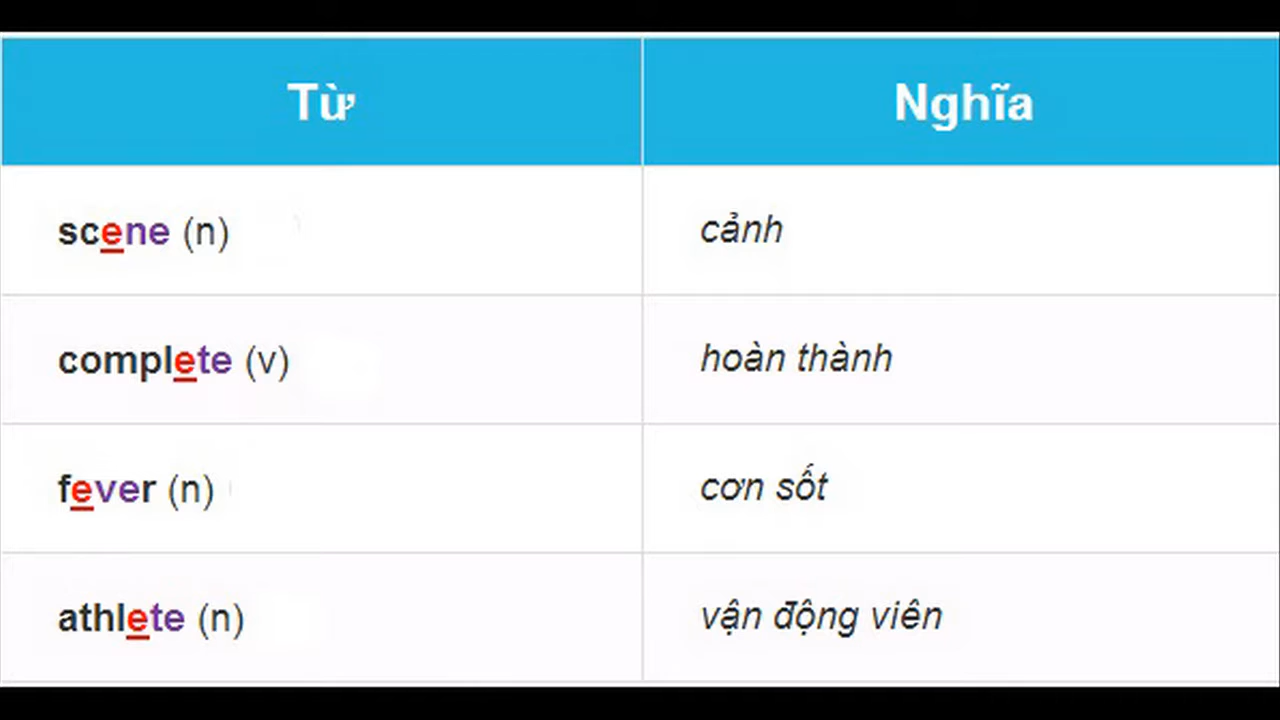 Từ Nghĩa
scene (n) cảnh
complete (v) hoàn thành
fever (n) cơn sốt
athlete (n) vận động viên